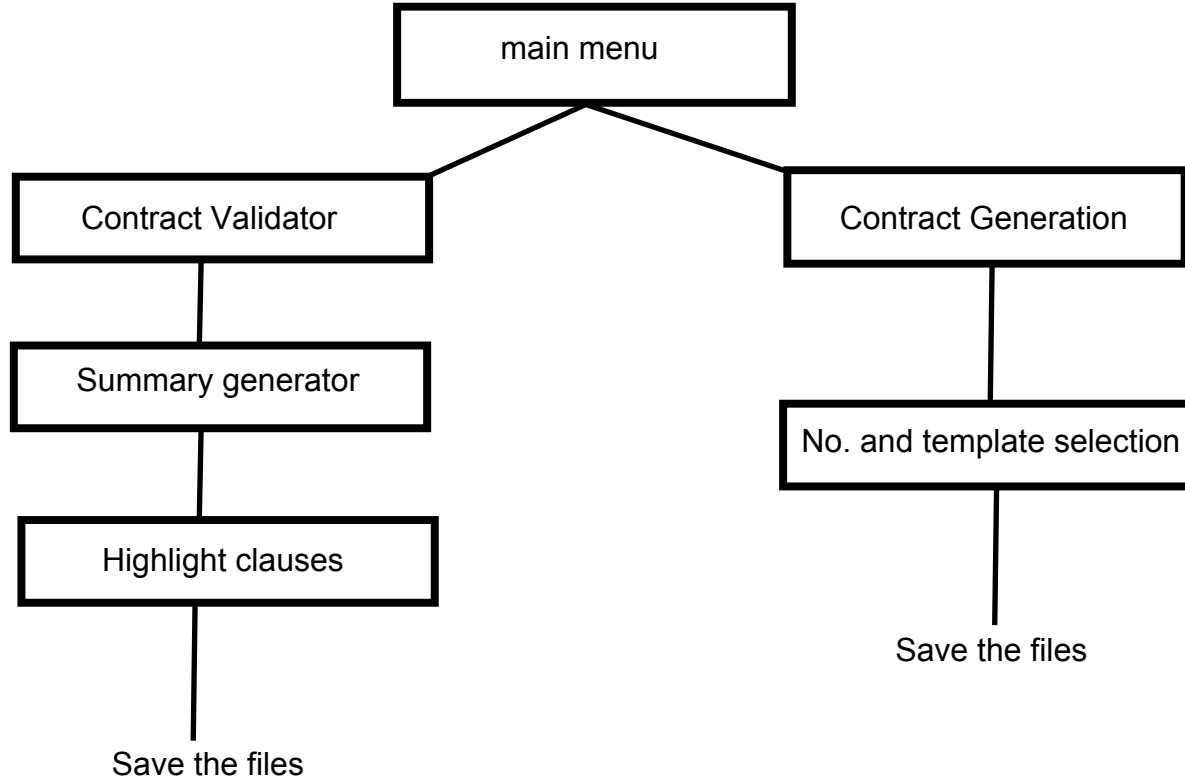 main menu
Contract Validator
Contract Generation
Summary generator
No. and template selection
Highlight clauses
Save the files
Save the files